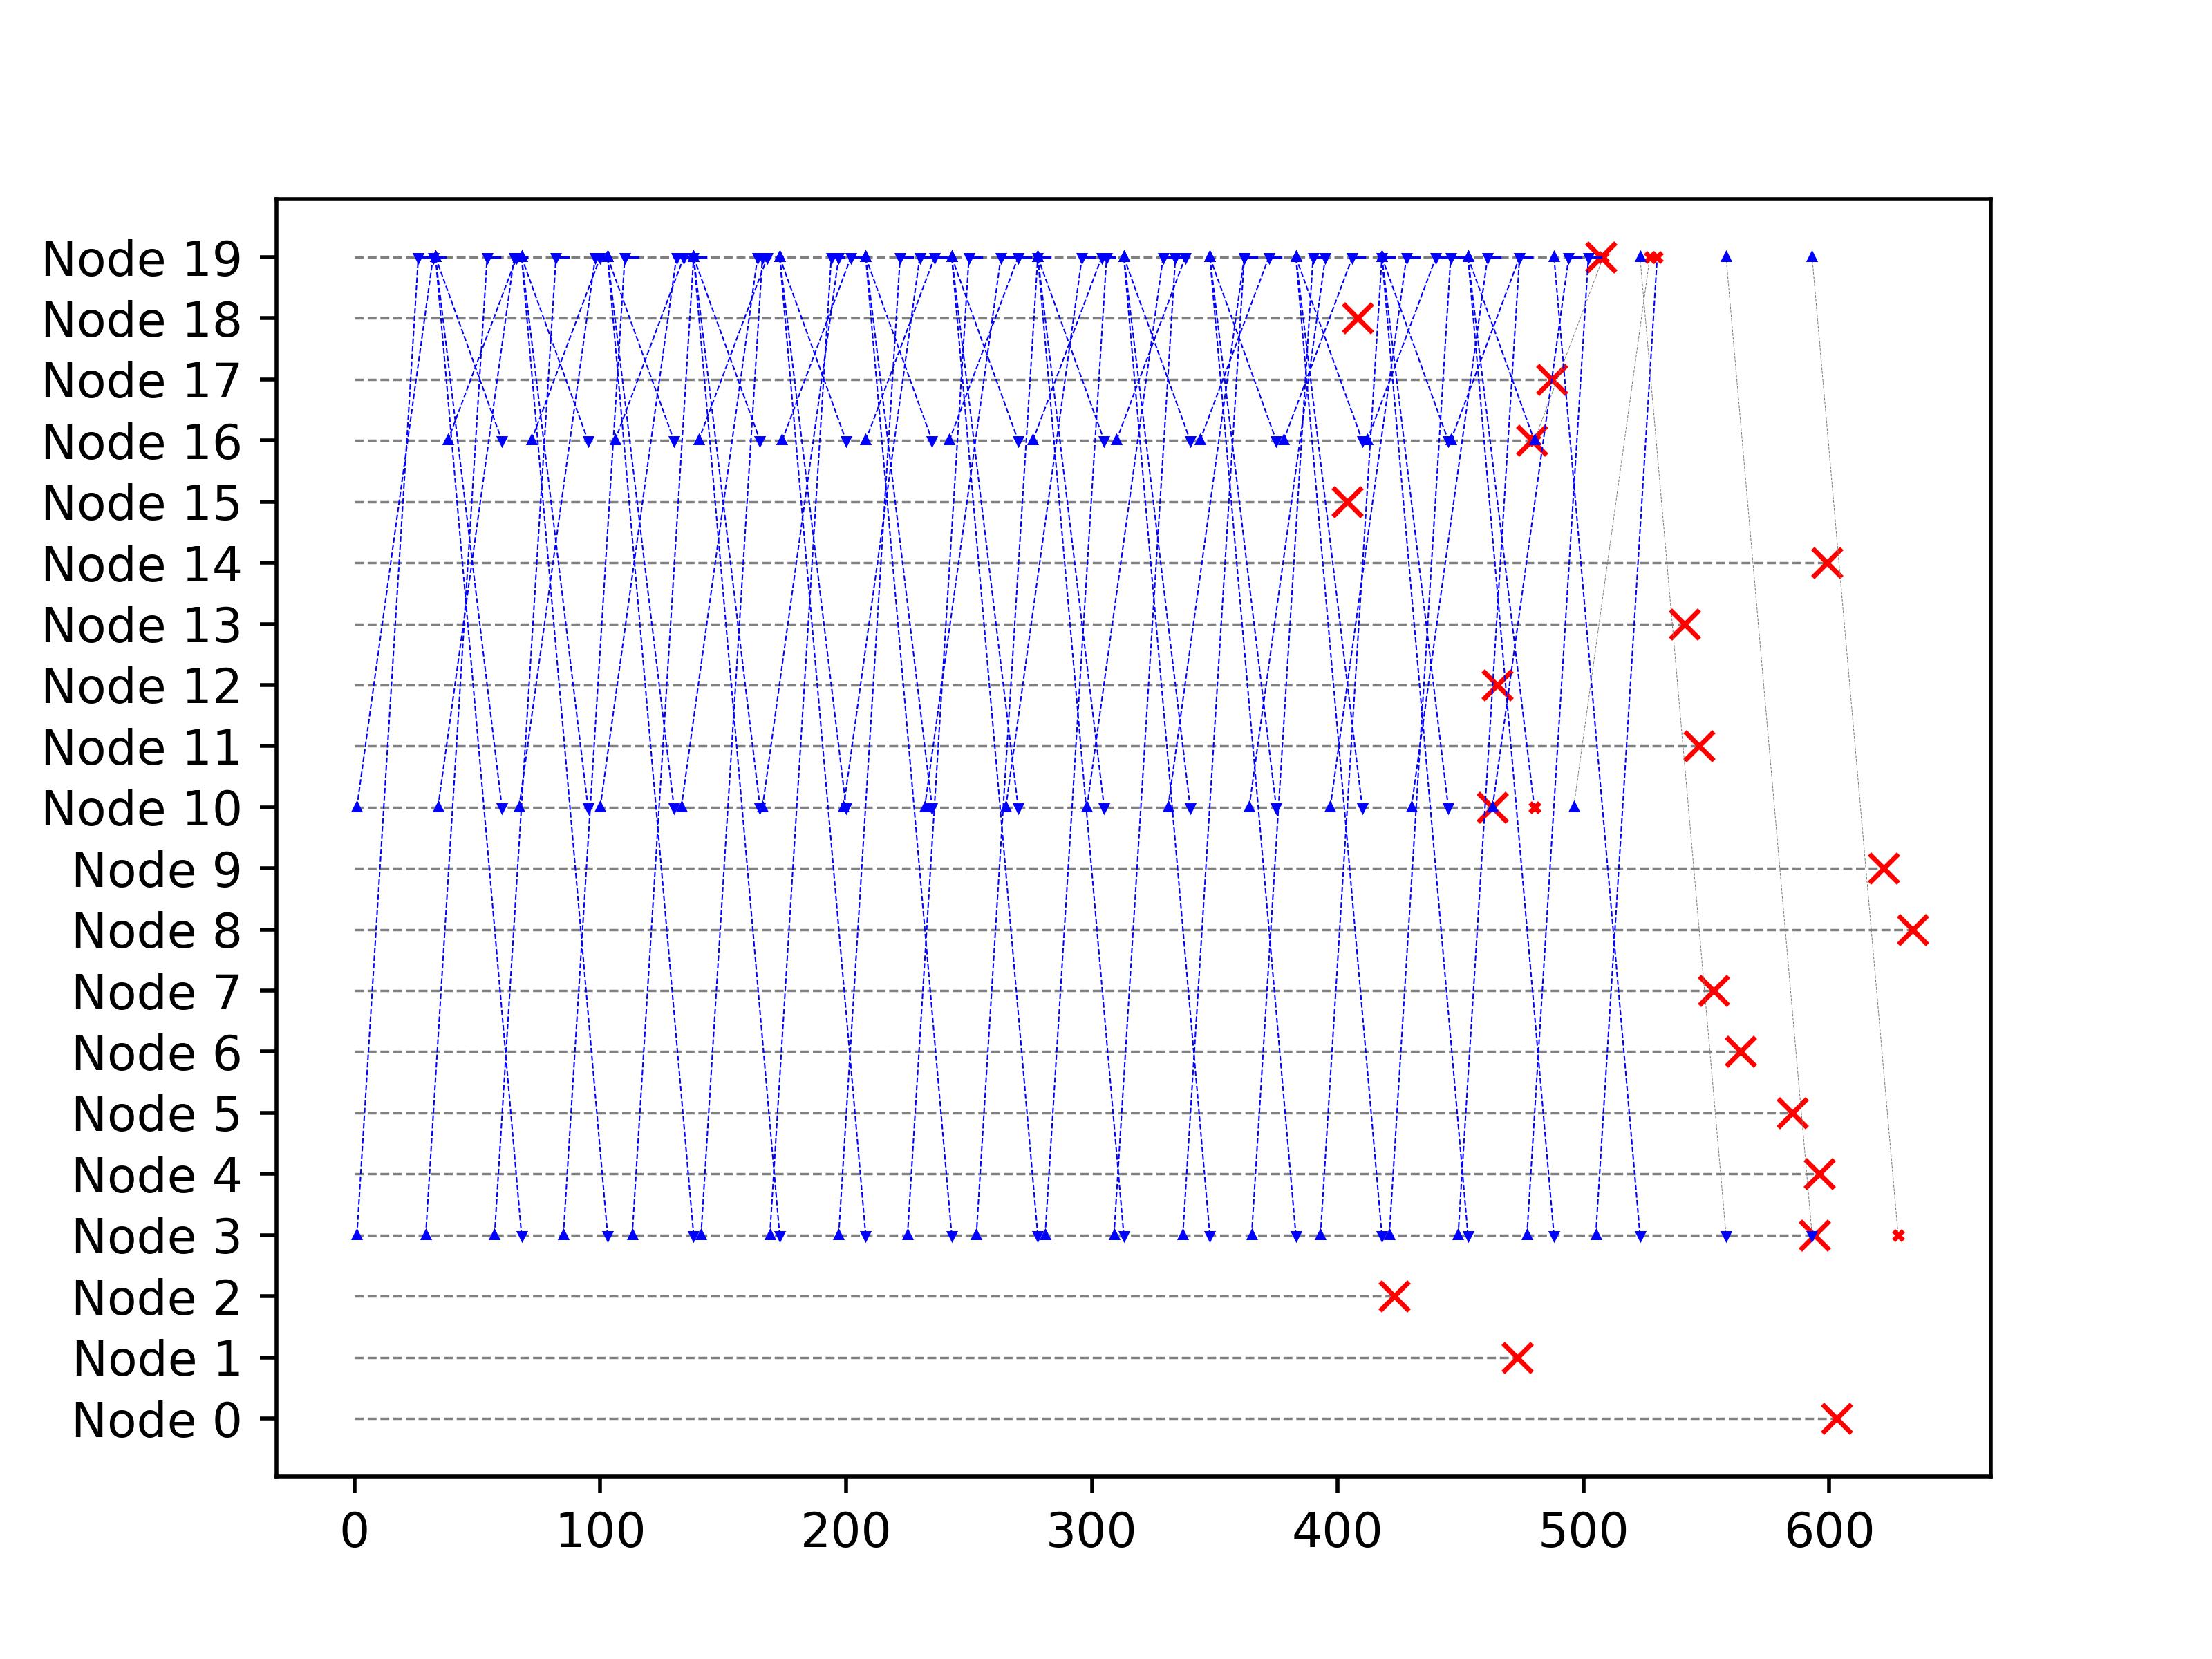 Node 19
Node 18
Node 17
Node 16
Node 15
Node 14
Node 13
Node 12
Node 11
Node 10
Node 9
Node 8
Node 7
Node 6
Node 5
Node 4
Node 3
Node 2
Node 1
Node 0
0 100 200 300 400 500 600